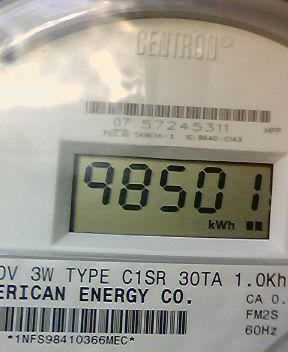 CENTRON®
07 57245311
HPP
98501
kWh
0V 3W TYPE C1SR 30TA 1.0Kh
ERICAN ENERGY CO.
CA 0.
FM2S
60Hz
*1NFS98410366MEC*